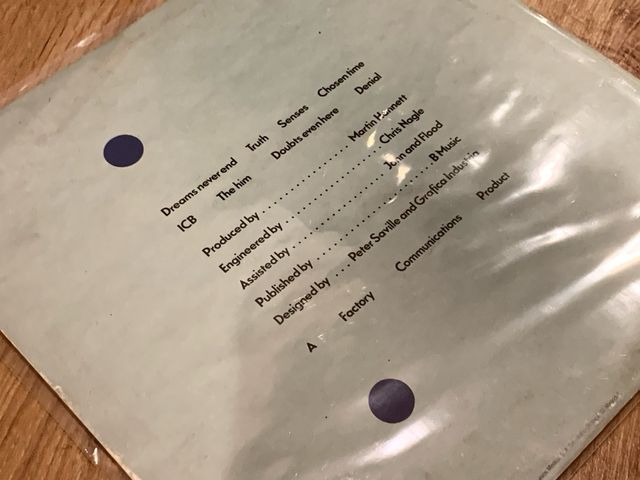 Dreams never end Truth Senses Chosen time
ICB The him Doubts even here Denial
Produced by . . . . . . . . . . . . . . Martin Hannett
Engineered by . . . . . . . . . . . . . . . Chris Nagle
Assisted by . . . . . . . . . . . . . . . John and Flood
Published by . . . . . . . . . . . . . . . . . . B Music
Designed by . . . Peter Saville and Grafica Industria
A Factory Communications Product